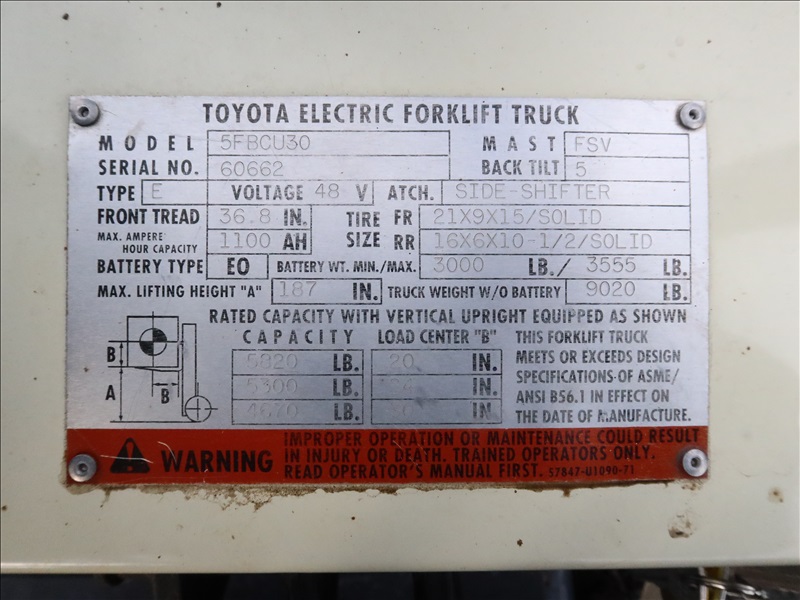 TOYOTA ELECTRIC FORKLIFT TRUCK
MODEL 5FBCU30 MAST FSV
SERIAL NO. 60662 BACK TILT 5
TYPE E VOLTAGE 48 V ATCH. SIDE-SHIFTER
FRONT TREAD 36.8 IN. TIRE SIZE FR 21X9X15/SOLID
MAX. AMPERE HOUR CAPACITY 1100 AH RR 16X6X10-1/2/SOLID
BATTERY TYPE EO BATTERY WT. MIN./MAX. 3000 LB./ 3555 LB.
MAX. LIFTING HEIGHT "A" 187 IN. TRUCK WEIGHT W/O BATTERY 9020 LB.
RATED CAPACITY WITH VERTICAL UPRIGHT EQUIPPED AS SHOWN
CAPACITY LOAD CENTER "B"
5820 LB. 20 IN.
5300 LB. 24 IN.
4670 LB. IN
B
A
B
THIS FORKLIFT TRUCK
MEETS OR EXCEEDS DESIGN
SPECIFICATIONS OF ASME/
ANSI B56.1 IN EFFECT ON
THE DATE OF MANUFACTURE.
WARNING
IMPROPER OPERATION OR MAINTENANCE COULD RESULT
IN INJURY OR DEATH. TRAINED OPERATORS ONLY.
READ OPERATOR'S MANUAL FIRST. 57847-U1090-71